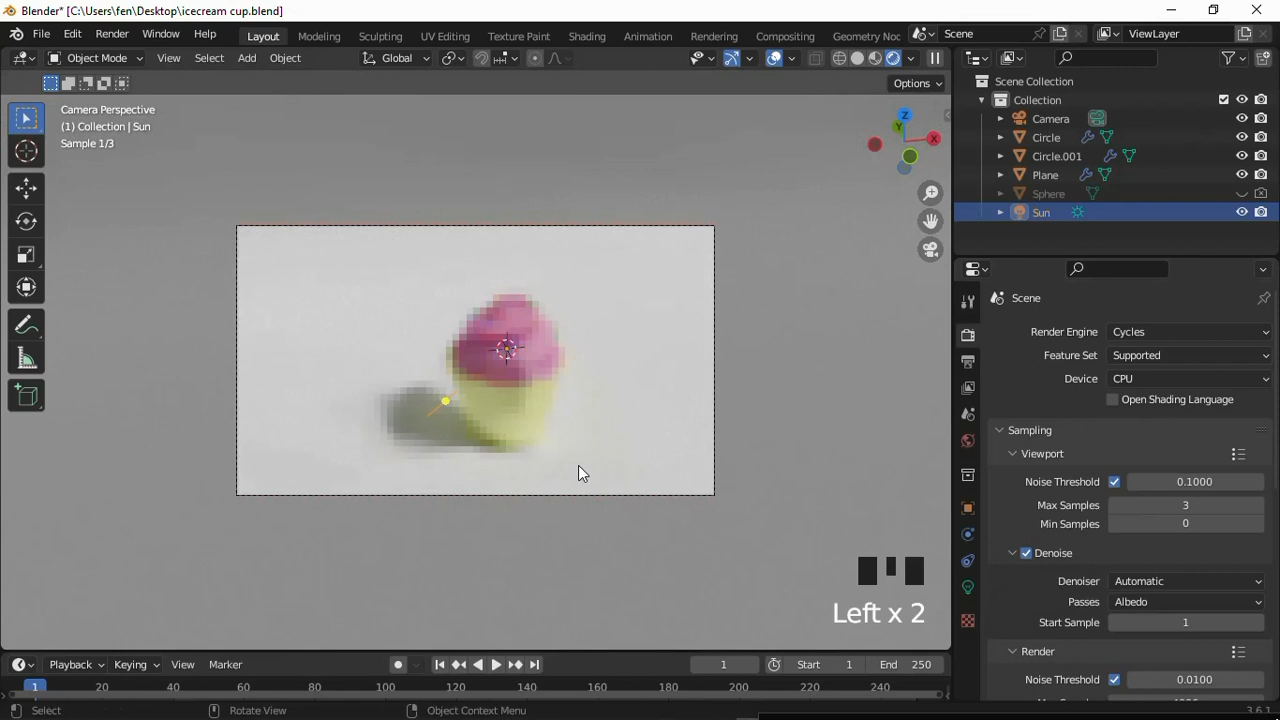 Blender* [C:\Users\fen\Desktop\icecream cup.blend]
File Edit Render Window Help Layout Modeling Sculpting UV Editing Texture Paint Shading Animation Rendering Compositing Geometry Noc Scene ViewLayer
Object Mode View Select Add Object Global
Options
Camera Perspective
(1) Collection | Sun
Sample 1/3
Z
Y
X
Scene Collection
Collection
Camera
Circle
Circle.001
Plane
Sphere
Sun
Scene
Render Engine Cycles
Feature Set Supported
Device CPU
Open Shading Language
Sampling
Viewport
Noise Threshold 0.1000
Max Samples 3
Min Samples 0
Denoise
Denoiser Automatic
Passes Albedo
Start Sample 1
Render
Noise Threshold 0.0100
Left x 2
Playback Keying View Marker 1 Start 1 End 250
1 20 40 60 80 100 120 140 160 180 200 220 240
Select Rotate View Object Context Menu 3.6.1